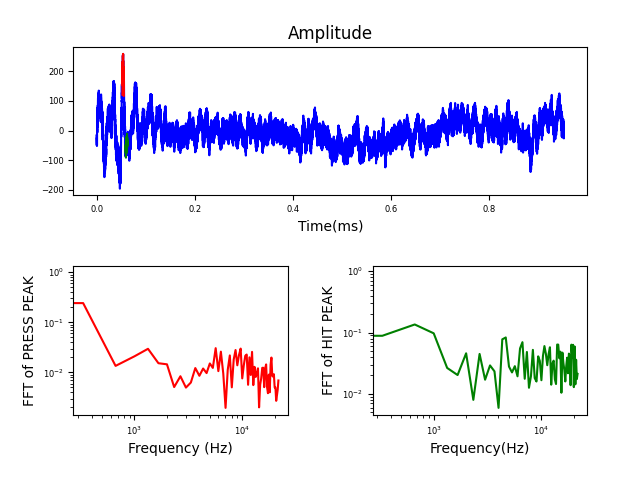 Amplitude
200
100
0
−100
−200
0.0 0.2 0.4 0.6 0.8
Time(ms)
FFT of PRESS PEAK
10⁰
10⁻¹
10⁻²
10³ 10⁴
Frequency (Hz)
FFT of HIT PEAK
10⁰
10⁻¹
10⁻²
10³ 10⁴
Frequency(Hz)